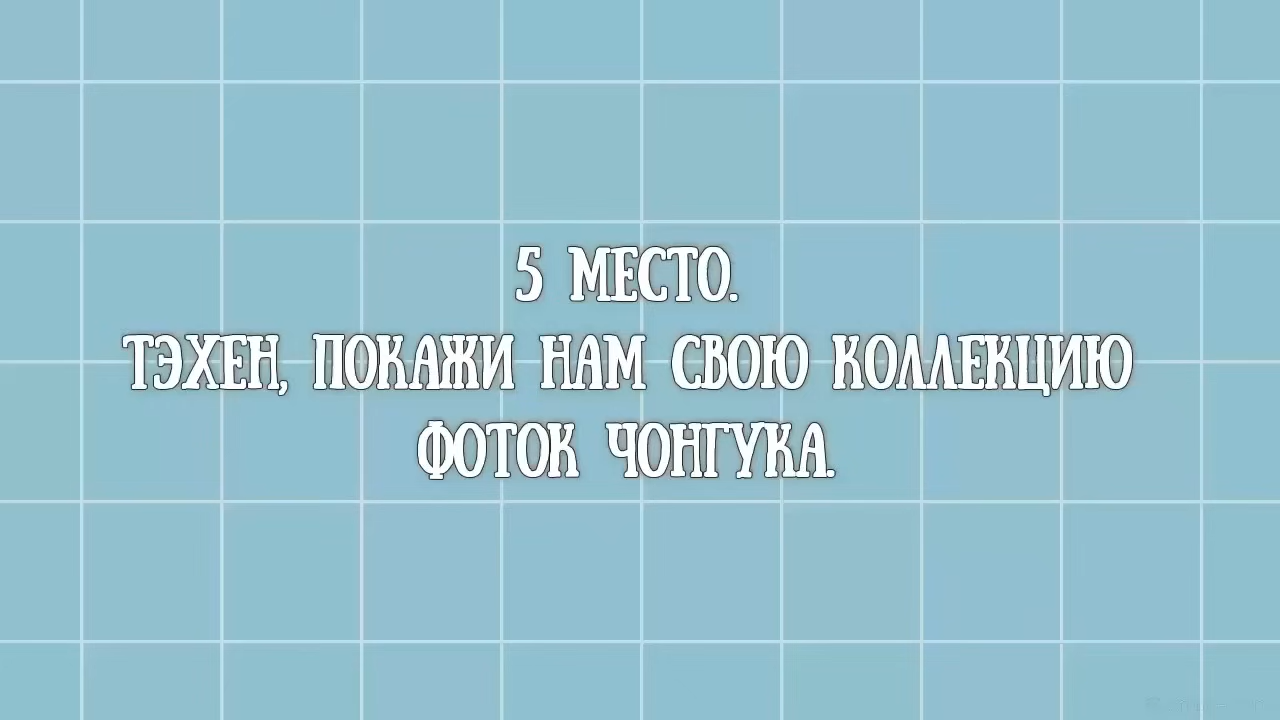 5 МЕСТО.
ТЭХЕН, ПОКАЖИ НАМ СВОЮ КОЛЛЕКЦИЮ
ФОТОК ЧОНГУКА.